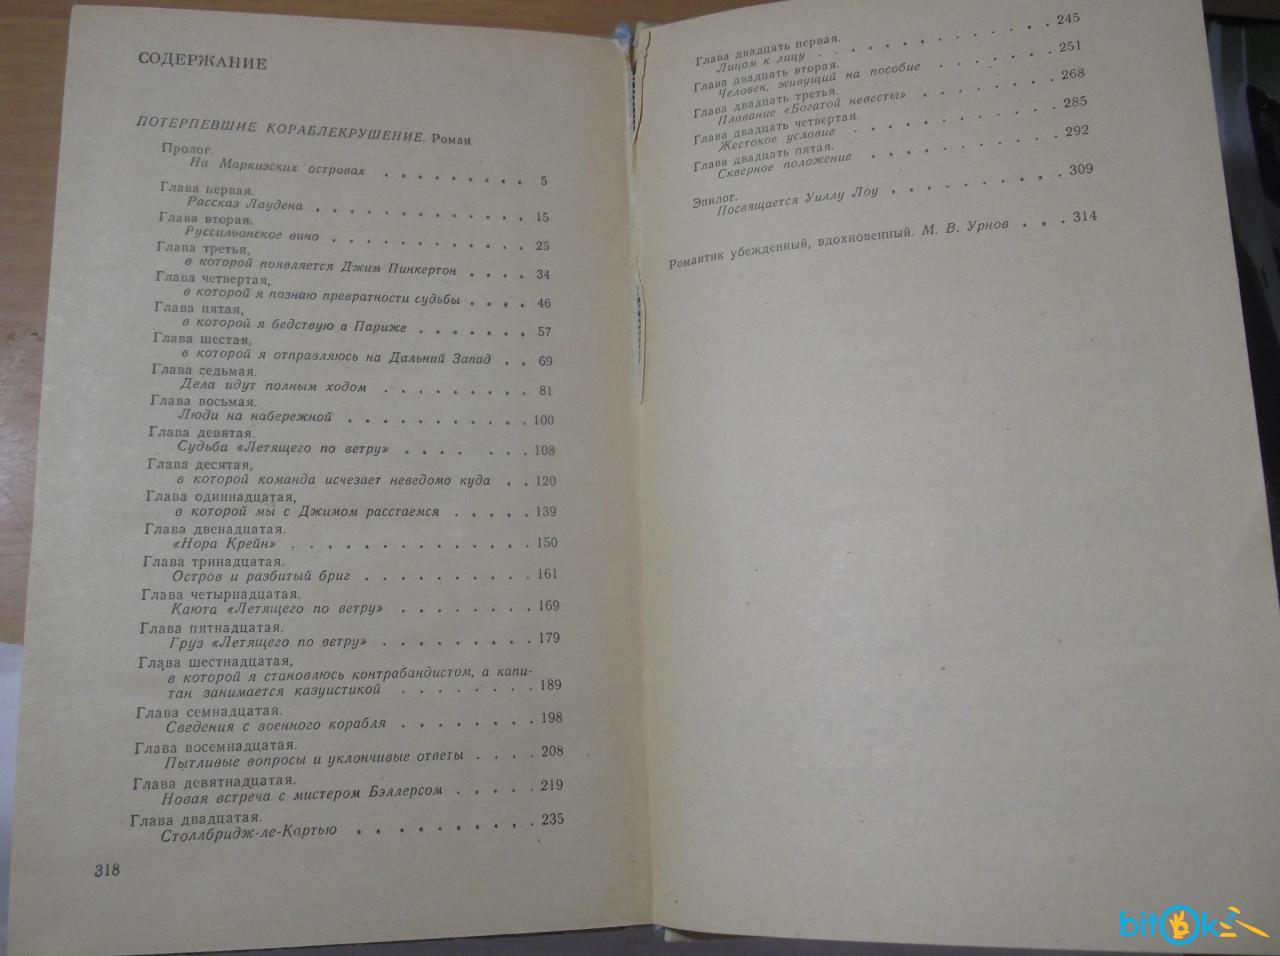 СОДЕРЖАНИЕ
ПОТЕРПЕВШИЕ КОРАБЛЕКРУШЕНИЕ. Роман
Пролог.
На Маркизских островах . . . . . . . . . 5
Глава первая.
Рассказ Лаудена . . . . . . . . . . . . . 15
Глава вторая.
Руссильонское вино . . . . . . . . . . . . 25
Глава третья,
в которой появляется Джим Пинкертон . . . . 34
Глава четвертая,
в которой я познаю превратности судьбы . . . . 46
Глава пятая,
в которой я бедствую в Париже . . . . . . . 57
Глава шестая,
в которой я отправляюсь на Дальний Запад . . 69
Глава седьмая.
Дела идут полным ходом . . . . . . . . . 81
Глава восьмая.
Люди на набережной . . . . . . . . . . . 100
Глава девятая.
Судьба «Летящего по ветру» . . . . . . . 108
Глава десятая,
в которой команда исчезает неведомо куда . . 120
Глава одиннадцатая,
в которой мы с Джимом расстаемся . . . . . 139
Глава двенадцатая.
«Нора Крейн» . . . . . . . . . . . . . . 150
Глава тринадцатая.
Остров и разбитый бриг . . . . . . . . . . 161
Глава четырнадцатая.
Каюта «Летящего по ветру» . . . . . . . . 169
Глава пятнадцатая.
Груз «Летящего по ветру» . . . . . . . . . 179
Глава шестнадцатая,
в которой я становлюсь контрабандистом, а капи-
тан занимается казуистикой . . . . . . . . 189
Глава семнадцатая.
Сведения с военного корабля . . . . . . . . 198
Глава восемнадцатая.
Пытливые вопросы и уклончивые ответы . . . . 208
Глава девятнадцатая.
Новая встреча с мистером Бэллерсом . . . . . 219
Глава двадцатая.
Столлбридж-ле-Картью . . . . . . . . . . 235
318
Глава двадцать первая.
Лицом к лицу . . . . . . . . . . . . . 245
Глава двадцать вторая.
Человек, живущий на пособие . . . . . . 251
Глава двадцать третья.
Плавание «Богатой невесты» . . . . . . . 268
Глава двадцать четвертая.
Жестокое условие . . . . . . . . . . 285
Глава двадцать пятая.
Скверное положение . . . . . . . . . . 292
Эпилог.
Посвящается Уиллу Лоу . . . . . . . . . . 309
Романтик убежденный, вдохновенный. М. В. Урнов . . . 314
bitok